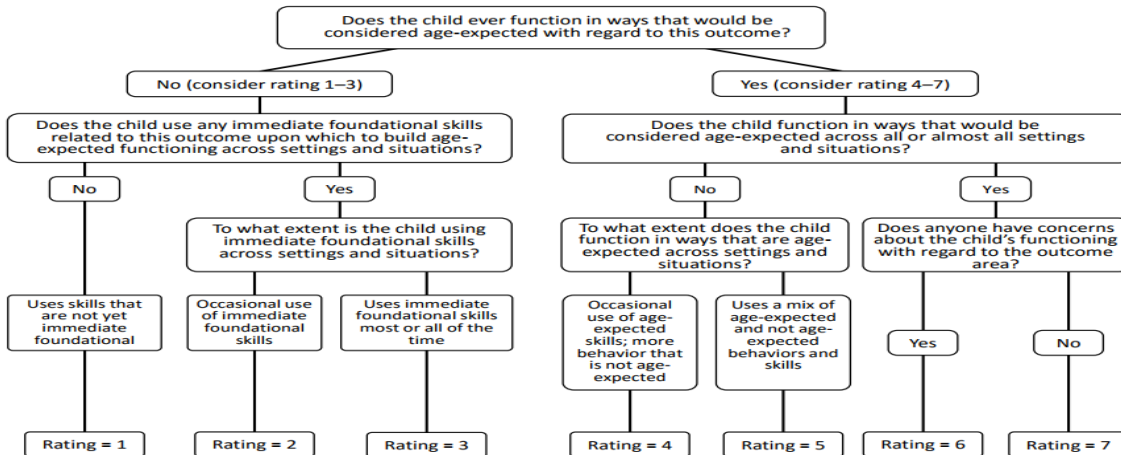 Does the child ever function in ways that would be
considered age-expected with regard to this outcome?
No (consider rating 1–3)
Yes (consider rating 4–7)
Does the child use any immediate foundational skills
related to this outcome upon which to build age-
expected functioning across settings and situations?
Does the child function in ways that would be
considered age-expected across all or almost all settings
and situations?
No
Yes
No
Yes
To what extent is the child using
immediate foundational skills
across settings and situations?
To what extent does the child
function in ways that are age-
expected across settings and
situations?
Does anyone have concerns
about the child's functioning
with regard to the outcome
area?
Uses skills that
are not yet
immediate
foundational
Occasional use
of immediate
foundational
skills
Uses immediate
foundational skills
most or all of the
time
Occasional
use of age-
expected
skills; more
behavior that
is not age-
expected
Uses a mix of
age-expected
and not age-
expected
behaviors and
skills
Yes
No
Rating = 1
Rating = 2
Rating = 3
Rating = 4
Rating = 5
Rating = 6
Rating = 7